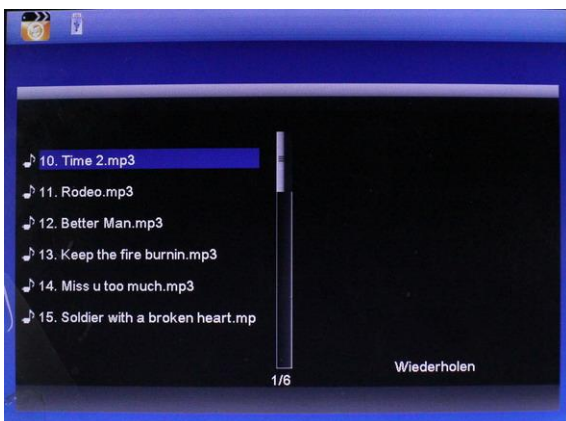 10. Time 2.mp3
11. Rodeo.mp3
12. Better Man.mp3
13. Keep the fire burnin.mp3
14. Miss u too much.mp3
15. Soldier with a broken heart.mp
1/6
Wiederholen